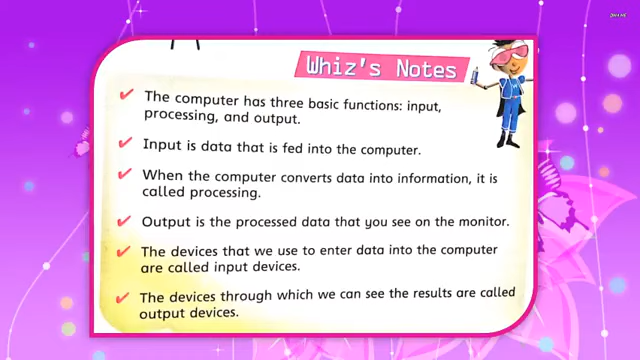 Whiz's Notes
The computer has three basic functions: input,
processing, and output.
Input is data that is fed into the computer.
When the computer converts data into information, it is
called processing.
Output is the processed data that you see on the monitor.
The devices that we use to enter data into the computer
are called input devices.
The devices through which we can see the results are called
output devices.